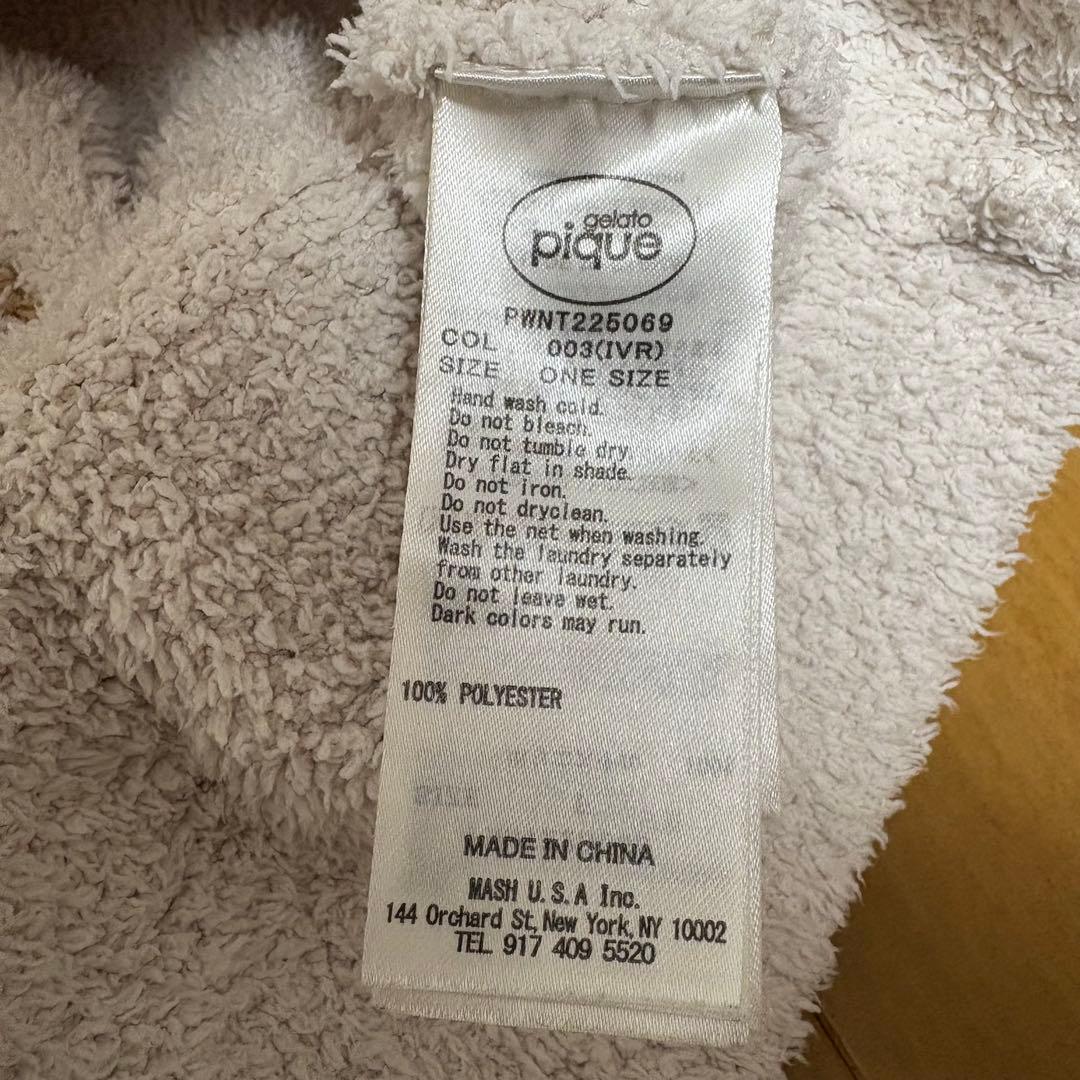 gelato
pique
PWNT225069
COL 003(IVR)
SIZE ONE SIZE
Hand wash cold.
Do not bleach.
Do not tumble dry.
Dry flat in shade.
Do not iron.
Do not dryclean.
Use the net when washing.
Wash the laundry separately
from other laundry.
Do not leave wet.
Dark colors may run.
100% POLYESTER
MADE IN CHINA
MASH U.S.A Inc.
144 Orchard St, New York, NY 10002
TEL 917 409 5520